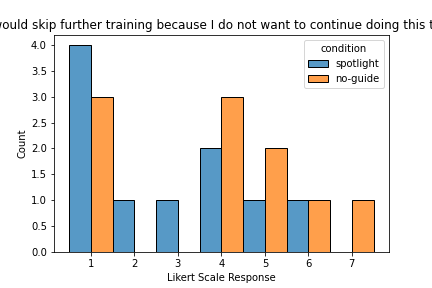 would skip further training because I do not want to continue doing this t
condition
spotlight
no-guide
4.0
3.5
3.0
2.5
2.0
1.5
1.0
0.5
0.0
Count
1 2 3 4 5 6 7
Likert Scale Response